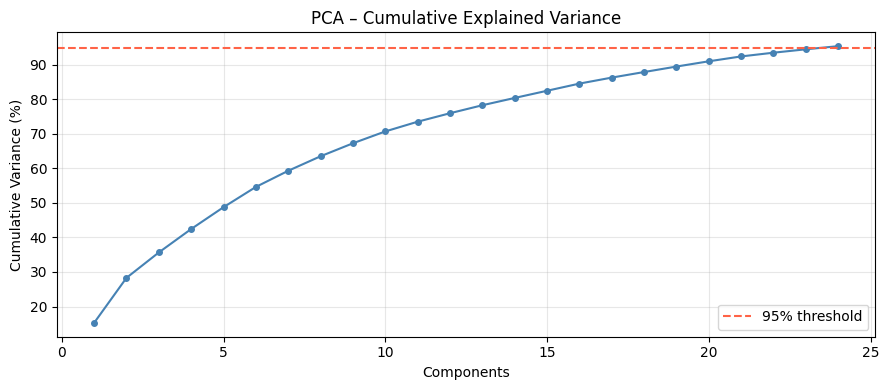 PCA – Cumulative Explained Variance
Cumulative Variance (%)
90
80
70
60
50
40
30
20
95% threshold
0 5 10 15 20 25
Components